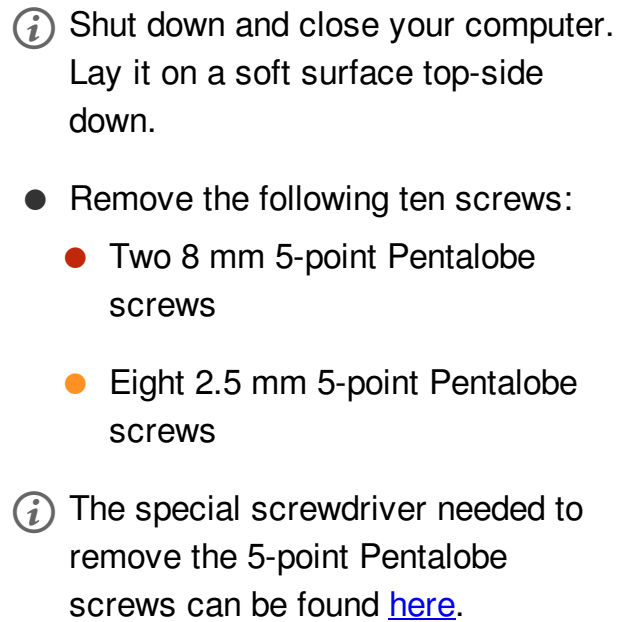 Shut down and close your computer.
Lay it on a soft surface top-side
down.
Remove the following ten screws:
Two 8 mm 5-point Pentalobe
screws
Eight 2.5 mm 5-point Pentalobe
screws
The special screwdriver needed to
remove the 5-point Pentalobe
screws can be found here.